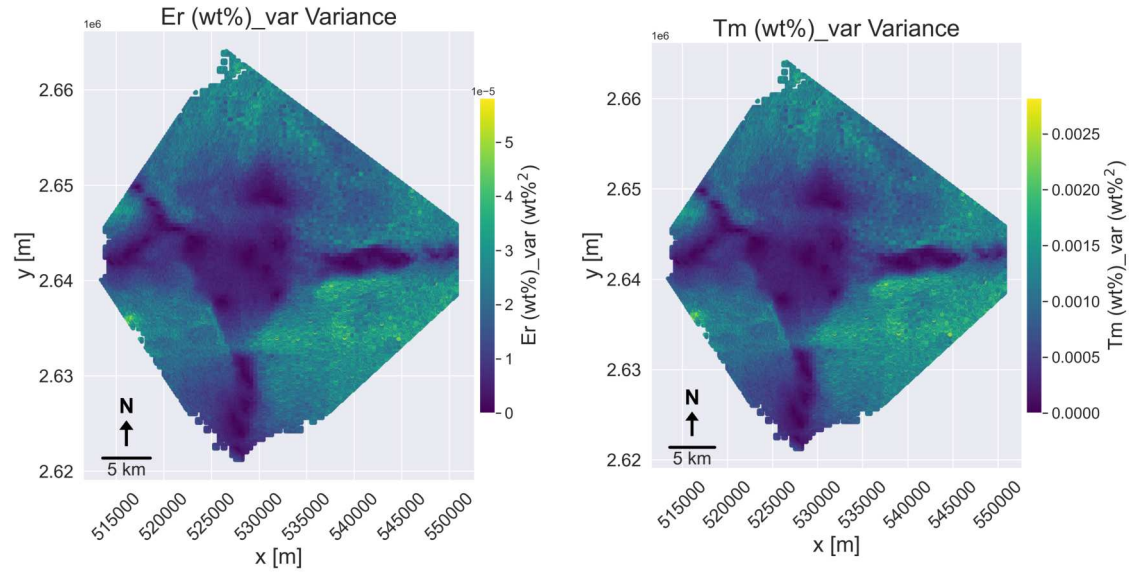 Er (wt%)_var Variance
1e6
1e−5
2.66
2.65
2.64
2.63
2.62
y [m]
5
4
3
2
1
0
Er (wt%)_var (wt%²)
N
5 km
515000
520000
525000
530000
535000
540000
545000
550000
x [m]
Tm (wt%)_var Variance
1e6
2.66
2.65
2.64
2.63
2.62
y [m]
0.0025
0.0020
0.0015
0.0010
0.0005
0.0000
Tm (wt%)_var (wt%²)
N
5 km
515000
520000
525000
530000
535000
540000
545000
550000
x [m]